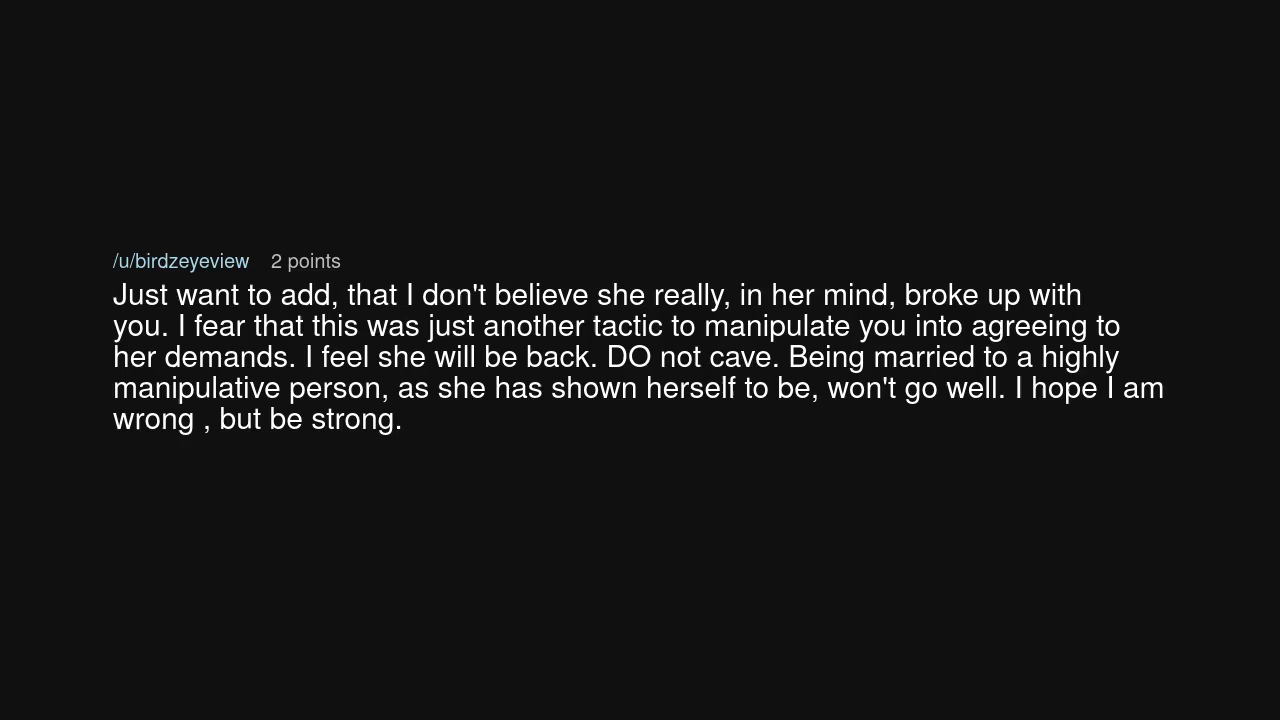 /u/birdzeyeview 2 points
Just want to add, that I don't believe she really, in her mind, broke up with
you. I fear that this was just another tactic to manipulate you into agreeing to
her demands. I feel she will be back. DO not cave. Being married to a highly
manipulative person, as she has shown herself to be, won't go well. I hope I am
wrong , but be strong.